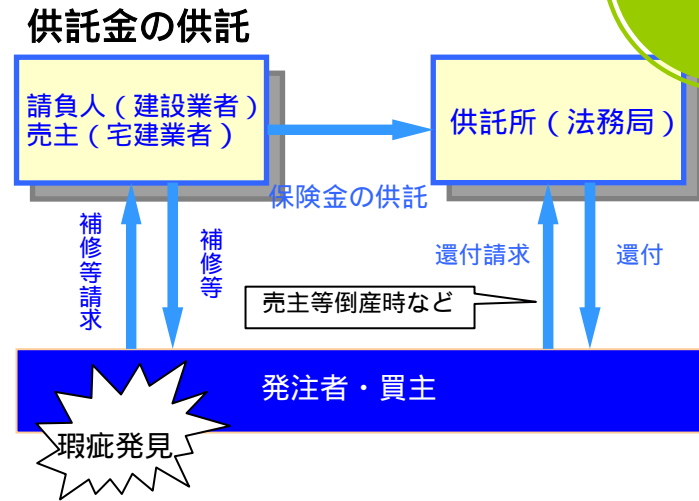 供託金の供託
請負人（建設業者）
売主（宅建業者）
供託所（法務局）
保険金の供託
補修等請求
補修等
還付請求
還付
売主等倒産時など
発注者・買主
瑕疵発見